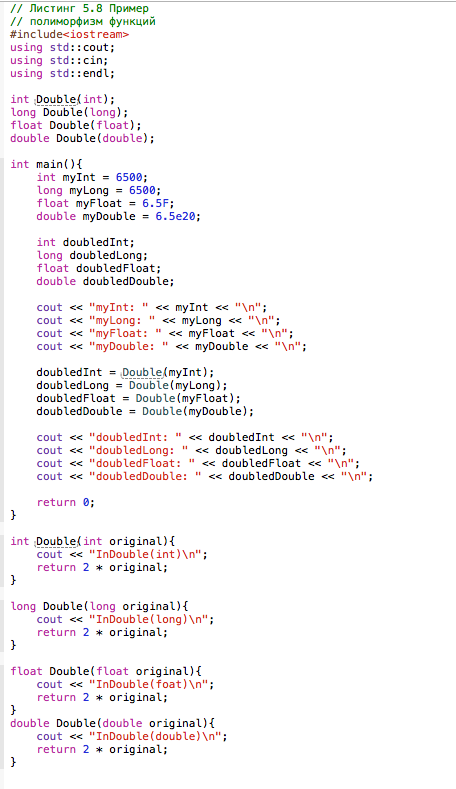 // Листинг 5.8 Пример
// полиморфизм функций
#include<iostream>
using std::cout;
using std::cin;
using std::endl;
int Double(int);
long Double(long);
float Double(float);
double Double(double);
int main(){
int myInt = 6500;
long myLong = 6500;
float myFloat = 6.5F;
double myDouble = 6.5e20;
int doubledInt;
long doubledLong;
float doubledFloat;
double doubledDouble;
cout << "myInt: " << myInt << "\n";
cout << "myLong: " << myLong << "\n";
cout << "myFloat: " << myFloat << "\n";
cout << "myDouble: " << myDouble << "\n";
doubledInt = Double(myInt);
doubledLong = Double(myLong);
doubledFloat = Double(myFloat);
doubledDouble = Double(myDouble);
cout << "doubledInt: " << doubledInt << "\n";
cout << "doubledLong: " << doubledLong << "\n";
cout << "doubledFloat: " << doubledFloat << "\n";
cout << "doubledDouble: " << doubledDouble << "\n";
return 0;
}
int Double(int original){
cout << "InDouble(int)\n";
return 2 * original;
}
long Double(long original){
cout << "InDouble(long)\n";
return 2 * original;
}
float Double(float original){
cout << "InDouble(foat)\n";
return 2 * original;
}
double Double(double original){
cout << "InDouble(double)\n";
return 2 * original;
}